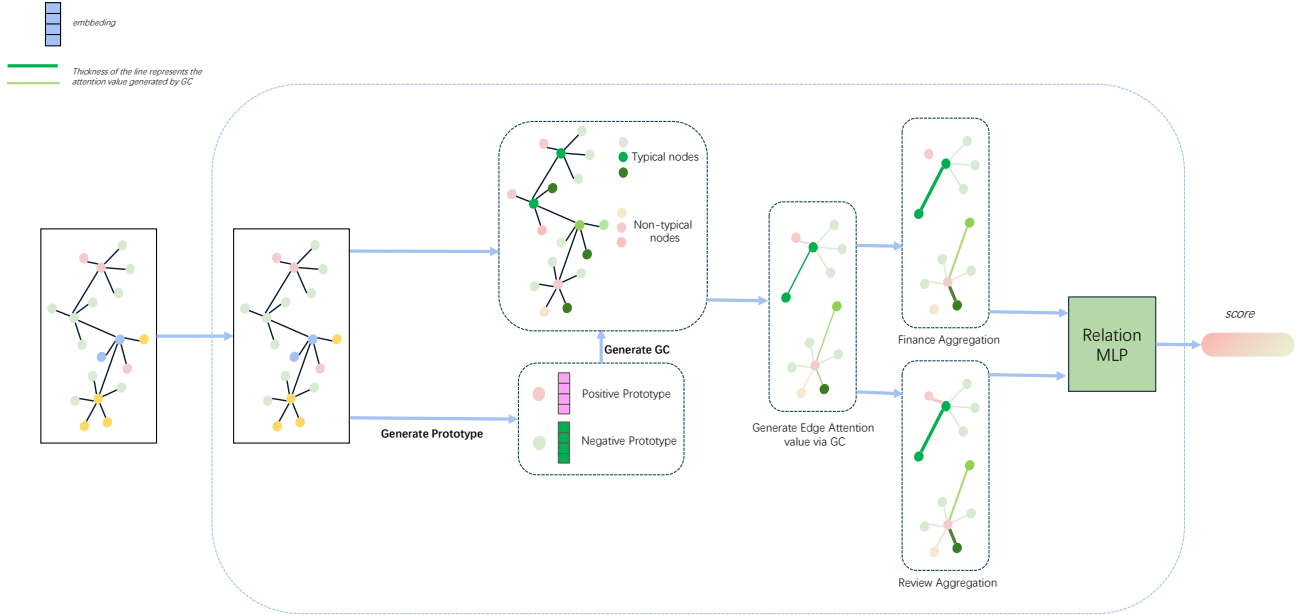 embbeding
Thickness of the line represents the
attention value generated by GC
Typical nodes
Non-typical
nodes
Generate GC
Positive Prototype
Negative Prototype
Generate Prototype
Generate Edge Attention
value via GC
Finance Aggregation
Review Aggregation
Relation
MLP
score